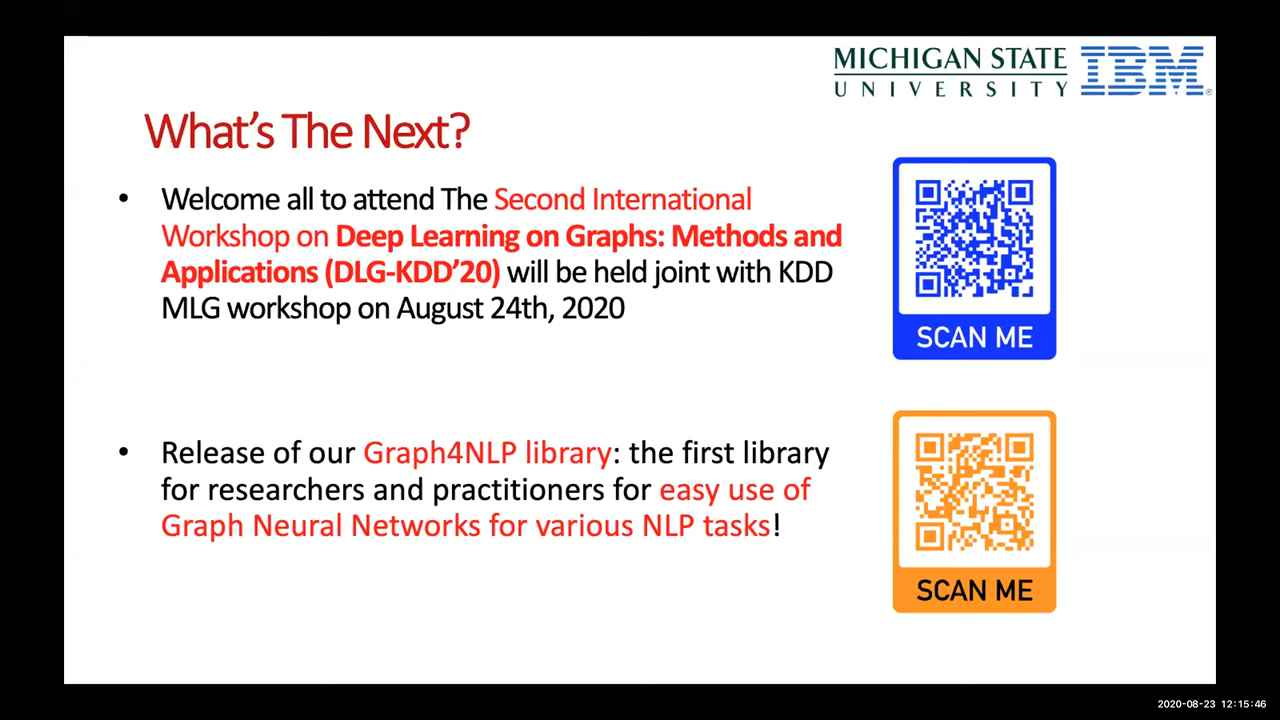 MICHIGAN STATE
UNIVERSITY
IBM®
What's The Next?
• Welcome all to attend The Second International
Workshop on Deep Learning on Graphs: Methods and
Applications (DLG-KDD'20) will be held joint with KDD
MLG workshop on August 24th, 2020
SCAN ME
• Release of our Graph4NLP library: the first library
for researchers and practitioners for easy use of
Graph Neural Networks for various NLP tasks!
SCAN ME
2020-08-23 12:15:46